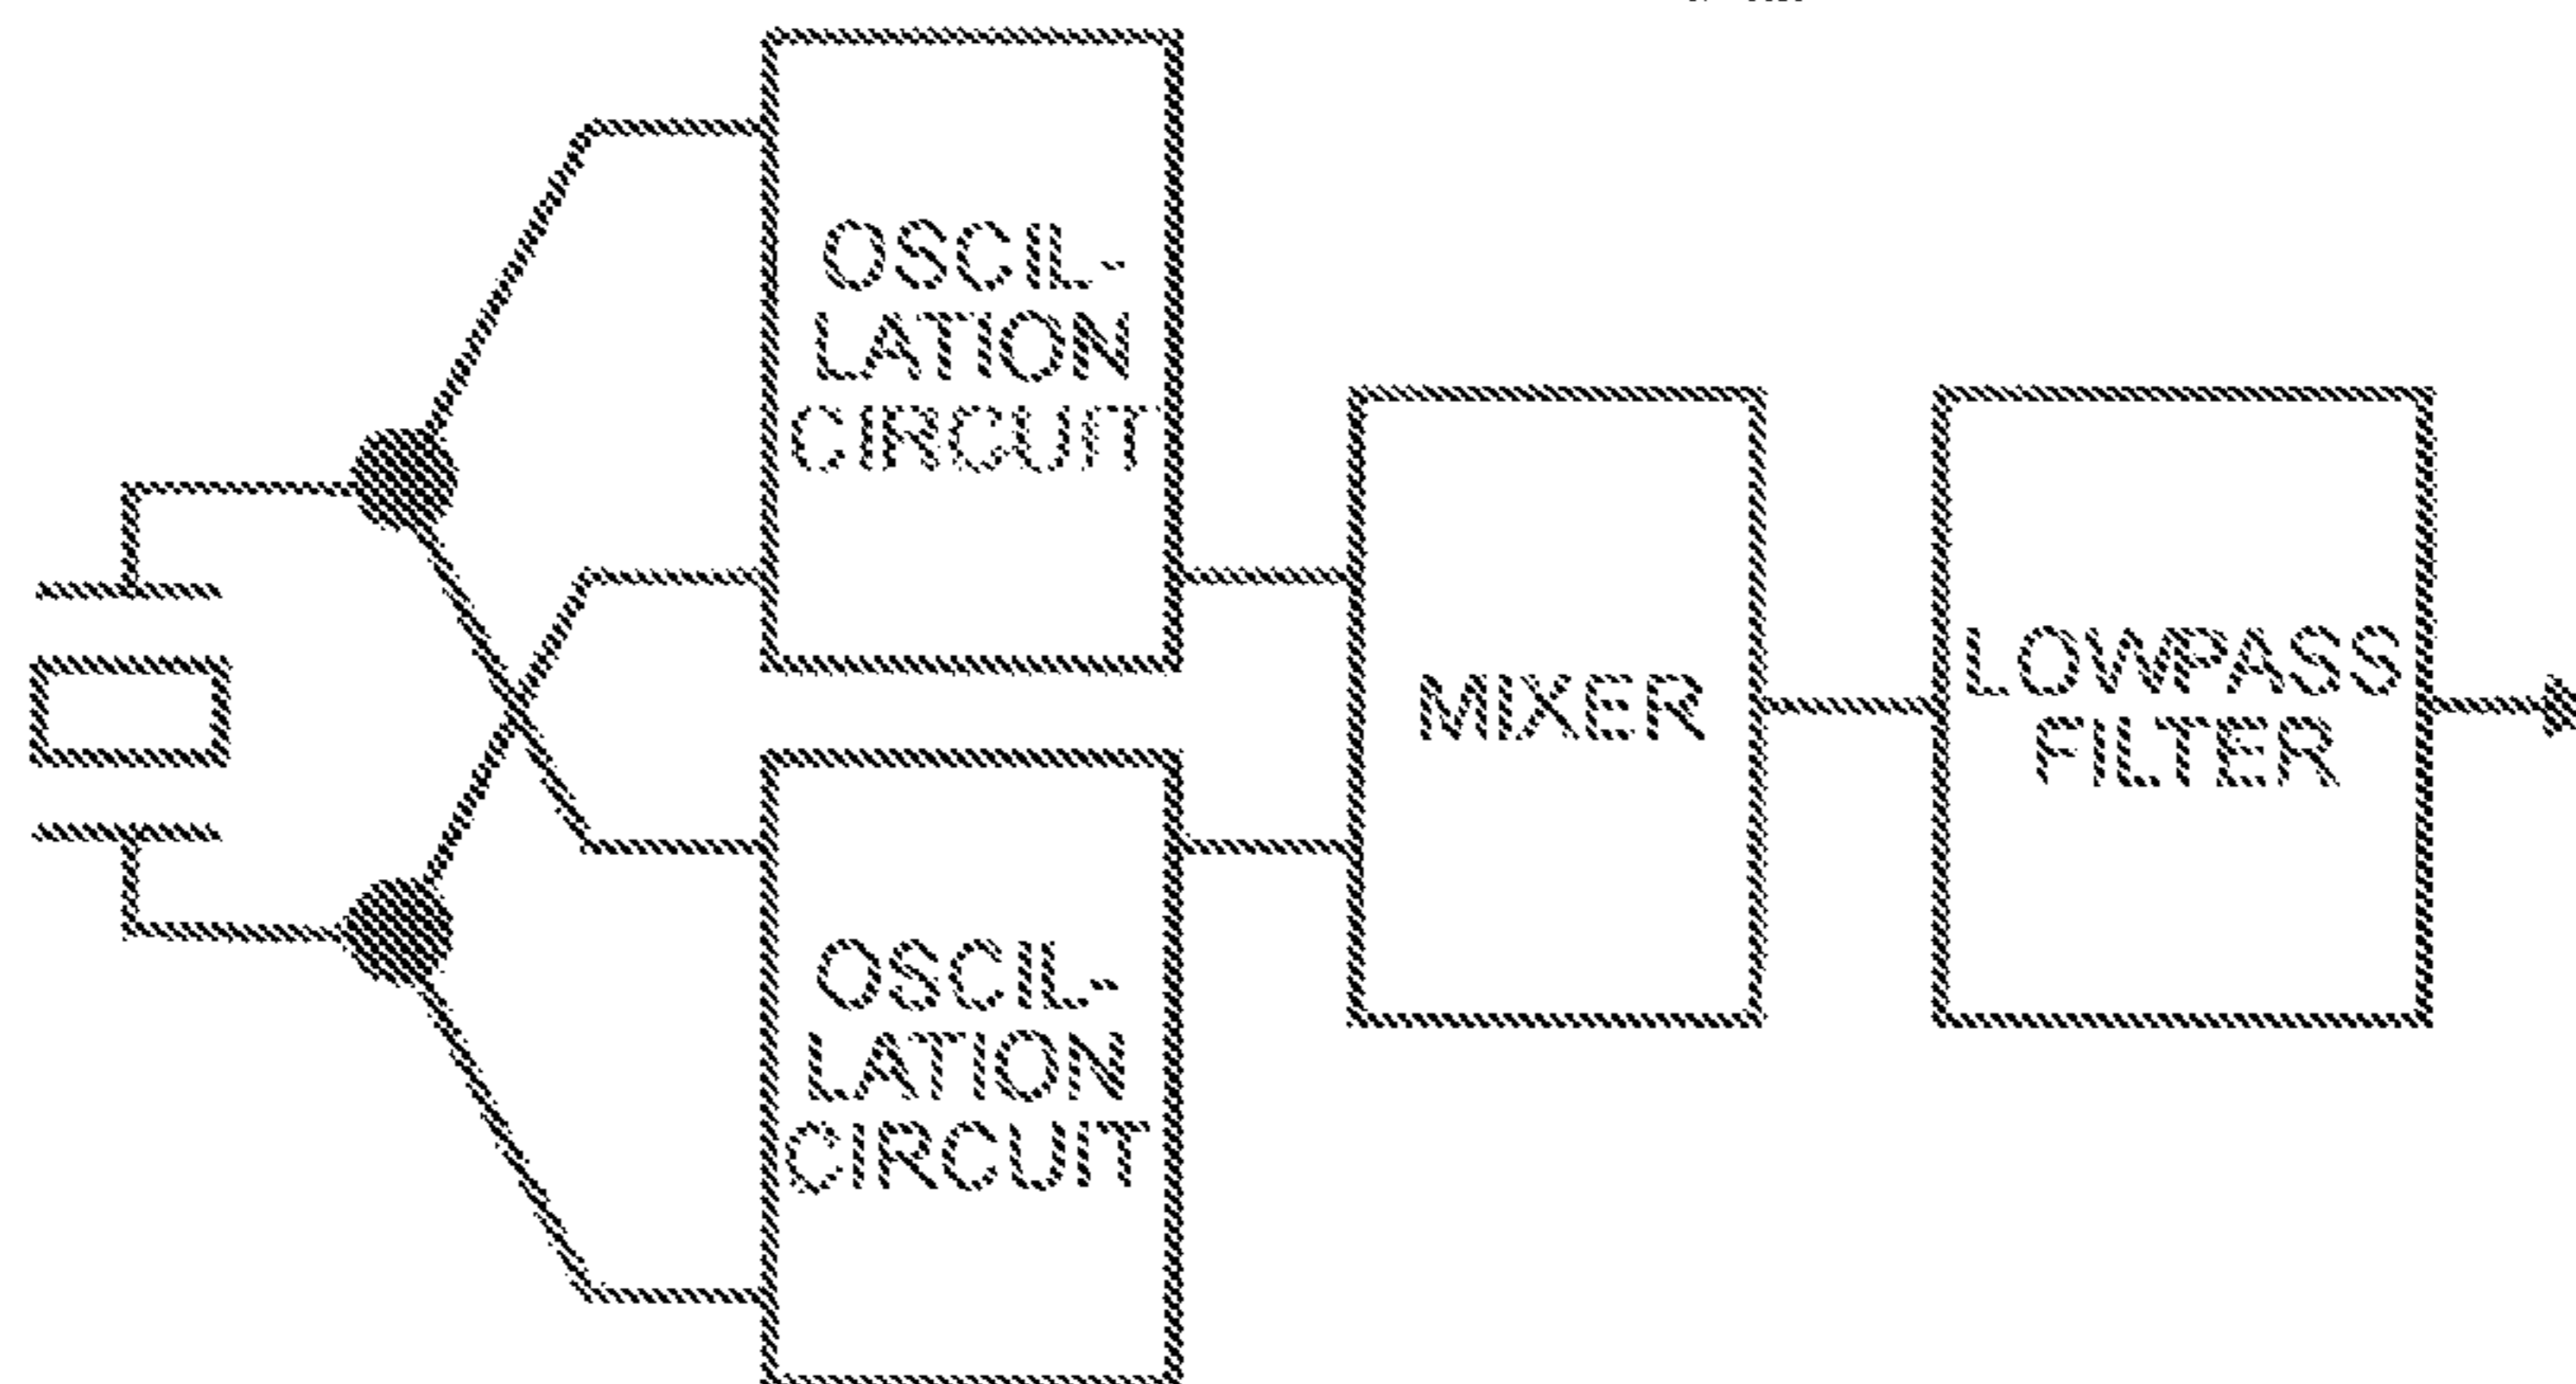 OSCIL-
LATION
CIRCUIT
MIXER
LOWPASS
FILTER
OSCIL-
LATION
CIRCUIT